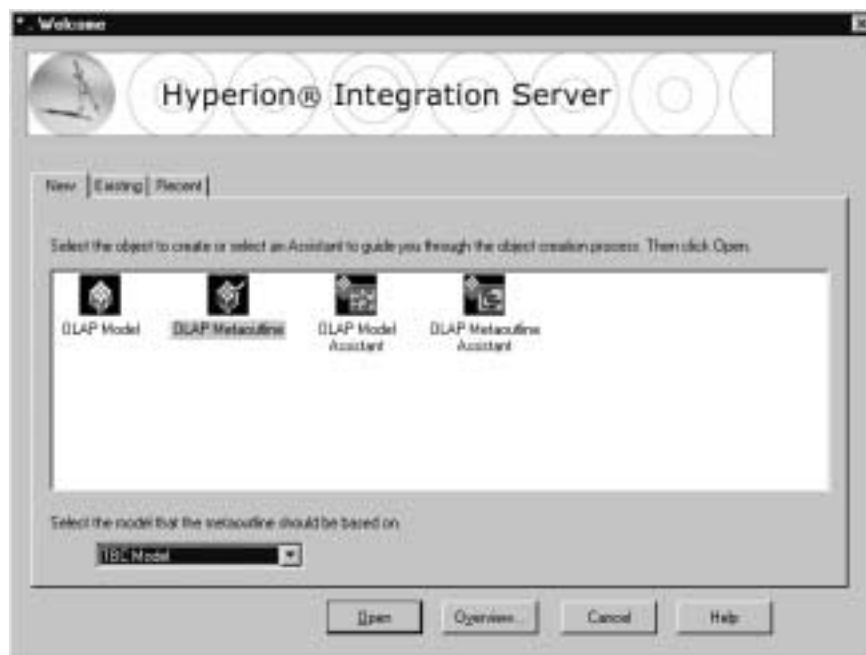 Welcome
Hyperion® Integration Server
New Existing Recent
Select the object to create or select an Assistant to guide you through the object creation process. Then click Open.
OLAP Model OLAP Metaoutline OLAP Model Assistant OLAP Metaoutline Assistant
Select the model that the metaoutline should be based on
TBC Model
Open Overview... Cancel Help